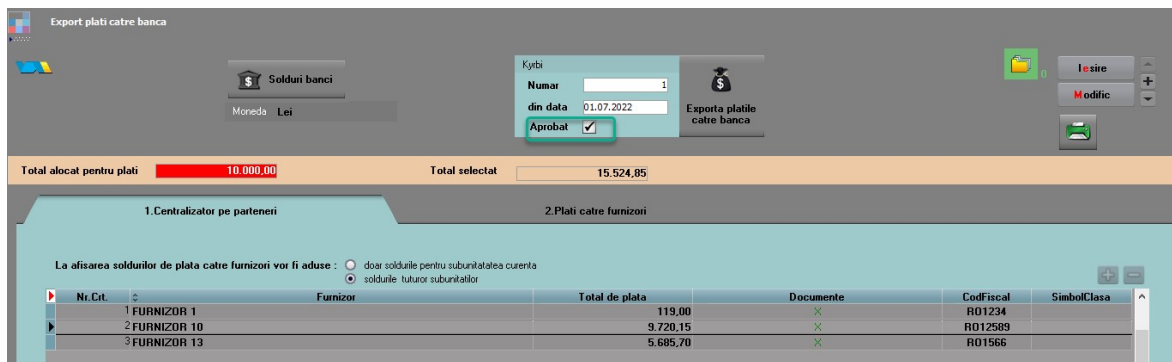 Export plati catre banca
Solduri banci
Moneda Lei
Kyrbi
Numar 1
din data 01.07.2022
Aprobat
Exporta platile
catre banca
0
Iesire
Modific
Total alocat pentru plati 10.000,00 Total selectat 15.524,85
1.Centralizator pe parteneri 2.Plati catre furnizori
La afisarea soldurilor de plata catre furnizori vor fi aduse : doar soldurile pentru subunitatatea curenta
soldurile tuturor subunitatilor
Nr.Crt. Furnizor Total de plata Documente CodFiscal SimbolClasa
1 FURNIZOR 1 119,00 X RO1234
2 FURNIZOR 10 9.720,15 X RO12589
3 FURNIZOR 13 5.685,70 X RO1566